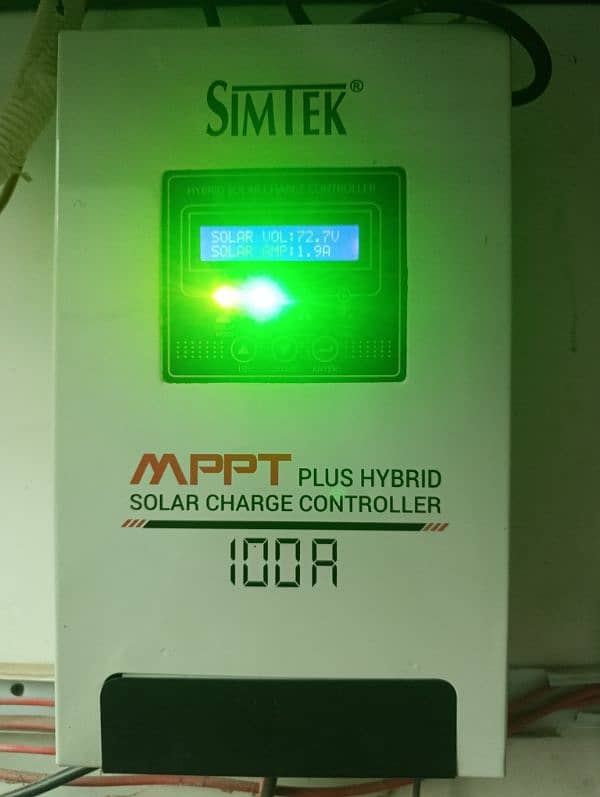 SIMTEK®
HYBRID SOLAR CHARGE CONTROLLER
SOLAR VOL:72.7V
SOLAR AMP:1.9A
ENTER
MPPT PLUS HYBRID
SOLAR CHARGE CONTROLLER
100A